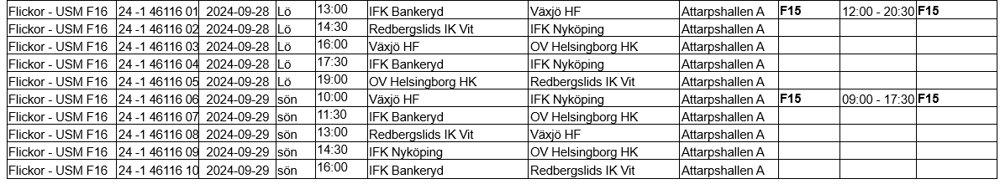 Flickor - USM F16 24 -1 46116 01 2024-09-28 Lö 13:00 IFK Bankeryd Växjö HF Attarpshallen A F15 12:00 - 20:30 F15
Flickor - USM F16 24 -1 46116 02 2024-09-28 Lö 14:30 Redbergslids IK Vit IFK Nyköping Attarpshallen A
Flickor - USM F16 24 -1 46116 03 2024-09-28 Lö 16:00 Växjö HF OV Helsingborg HK Attarpshallen A
Flickor - USM F16 24 -1 46116 04 2024-09-28 Lö 17:30 IFK Bankeryd IFK Nyköping Attarpshallen A
Flickor - USM F16 24 -1 46116 05 2024-09-28 Lö 19:00 OV Helsingborg HK Redbergslids IK Vit Attarpshallen A
Flickor - USM F16 24 -1 46116 06 2024-09-29 sön 10:00 Växjö HF IFK Nyköping Attarpshallen A F15 09:00 - 17:30 F15
Flickor - USM F16 24 -1 46116 07 2024-09-29 sön 11:30 IFK Bankeryd OV Helsingborg HK Attarpshallen A
Flickor - USM F16 24 -1 46116 08 2024-09-29 sön 13:00 Redbergslids IK Vit Växjö HF Attarpshallen A
Flickor - USM F16 24 -1 46116 09 2024-09-29 sön 14:30 IFK Nyköping OV Helsingborg HK Attarpshallen A
Flickor - USM F16 24 -1 46116 10 2024-09-29 sön 16:00 IFK Bankeryd Redbergslids IK Vit Attarpshallen A